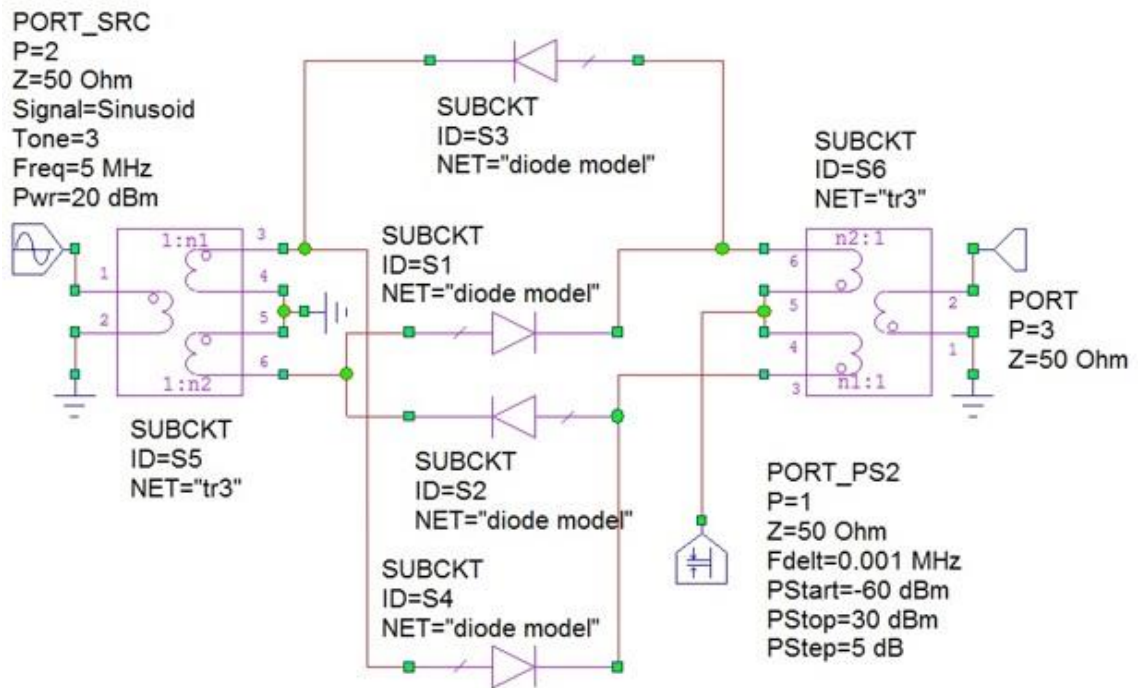 PORT_SRC
P=2
Z=50 Ohm
Signal=Sinusoid
Tone=3
Freq=5 MHz
Pwr=20 dBm
SUBCKT
ID=S3
NET="diode model"
SUBCKT
ID=S6
NET="tr3"
1:n1
3
4
1
2
5
6
1:n2
SUBCKT
ID=S5
NET="tr3"
SUBCKT
ID=S1
NET="diode model"
SUBCKT
ID=S2
NET="diode model"
SUBCKT
ID=S4
NET="diode model"
n2:1
6
5
2
4
1
3
n1:1
PORT
P=3
Z=50 Ohm
PORT_PS2
P=1
Z=50 Ohm
Fdelt=0.001 MHz
PStart=-60 dBm
PStop=30 dBm
PStep=5 dB